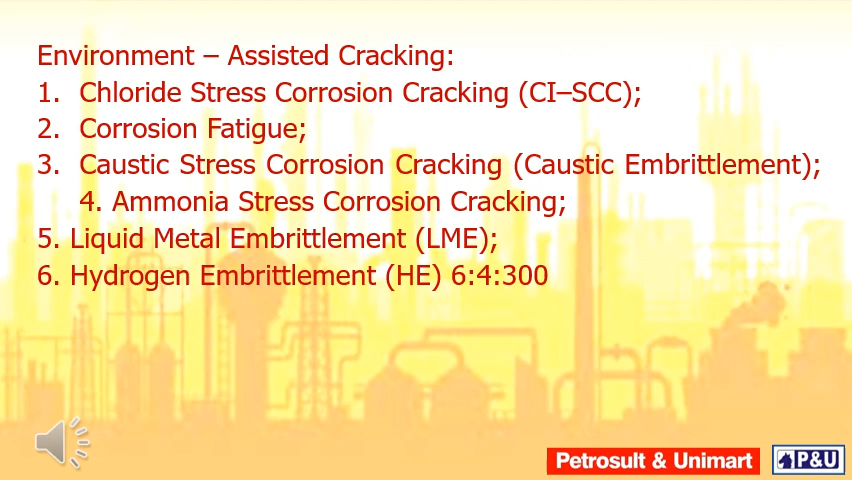 Environment – Assisted Cracking:
1. Chloride Stress Corrosion Cracking (CI–SCC);
2. Corrosion Fatigue;
3. Caustic Stress Corrosion Cracking (Caustic Embrittlement);
4. Ammonia Stress Corrosion Cracking;
5. Liquid Metal Embrittlement (LME);
6. Hydrogen Embrittlement (HE) 6:4:300
Petrosult & Unimart
P&U